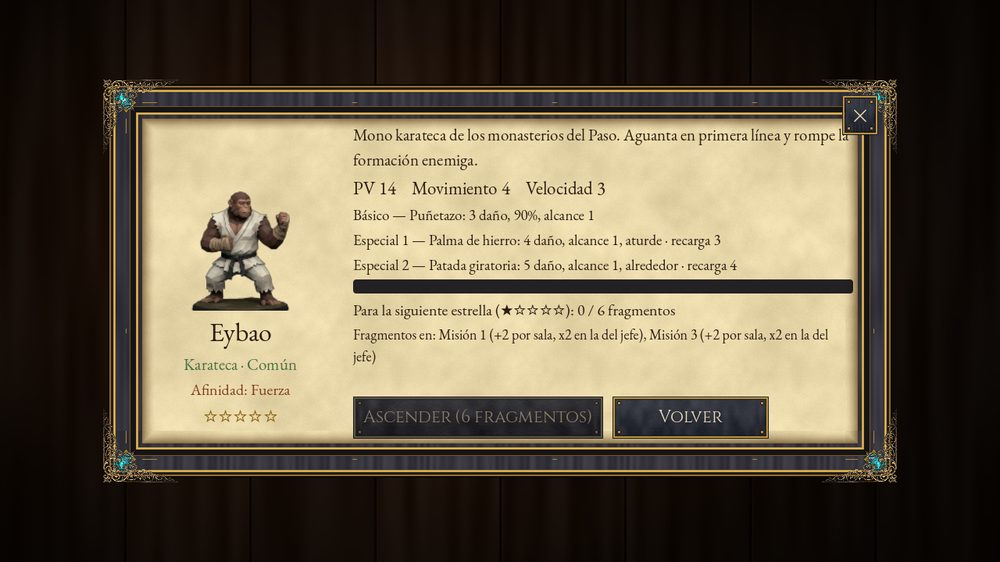 Mono karateca de los monasterios del Paso. Aguanta en primera línea y rompe la
formación enemiga.
PV 14 Movimiento 4 Velocidad 3
Básico — Puñetazo: 3 daño, 90%, alcance 1
Especial 1 — Palma de hierro: 4 daño, alcance 1, aturde · recarga 3
Especial 2 — Patada giratoria: 5 daño, alcance 1, alrededor · recarga 4
Para la siguiente estrella (★☆☆☆☆): 0 / 6 fragmentos
Fragmentos en: Misión 1 (+2 por sala, x2 en la del jefe), Misión 3 (+2 por sala, x2 en la del
jefe)
Eybao
Karateca · Común
Afinidad: Fuerza
☆☆☆☆☆
ASCENDER (6 FRAGMENTOS)
VOLVER